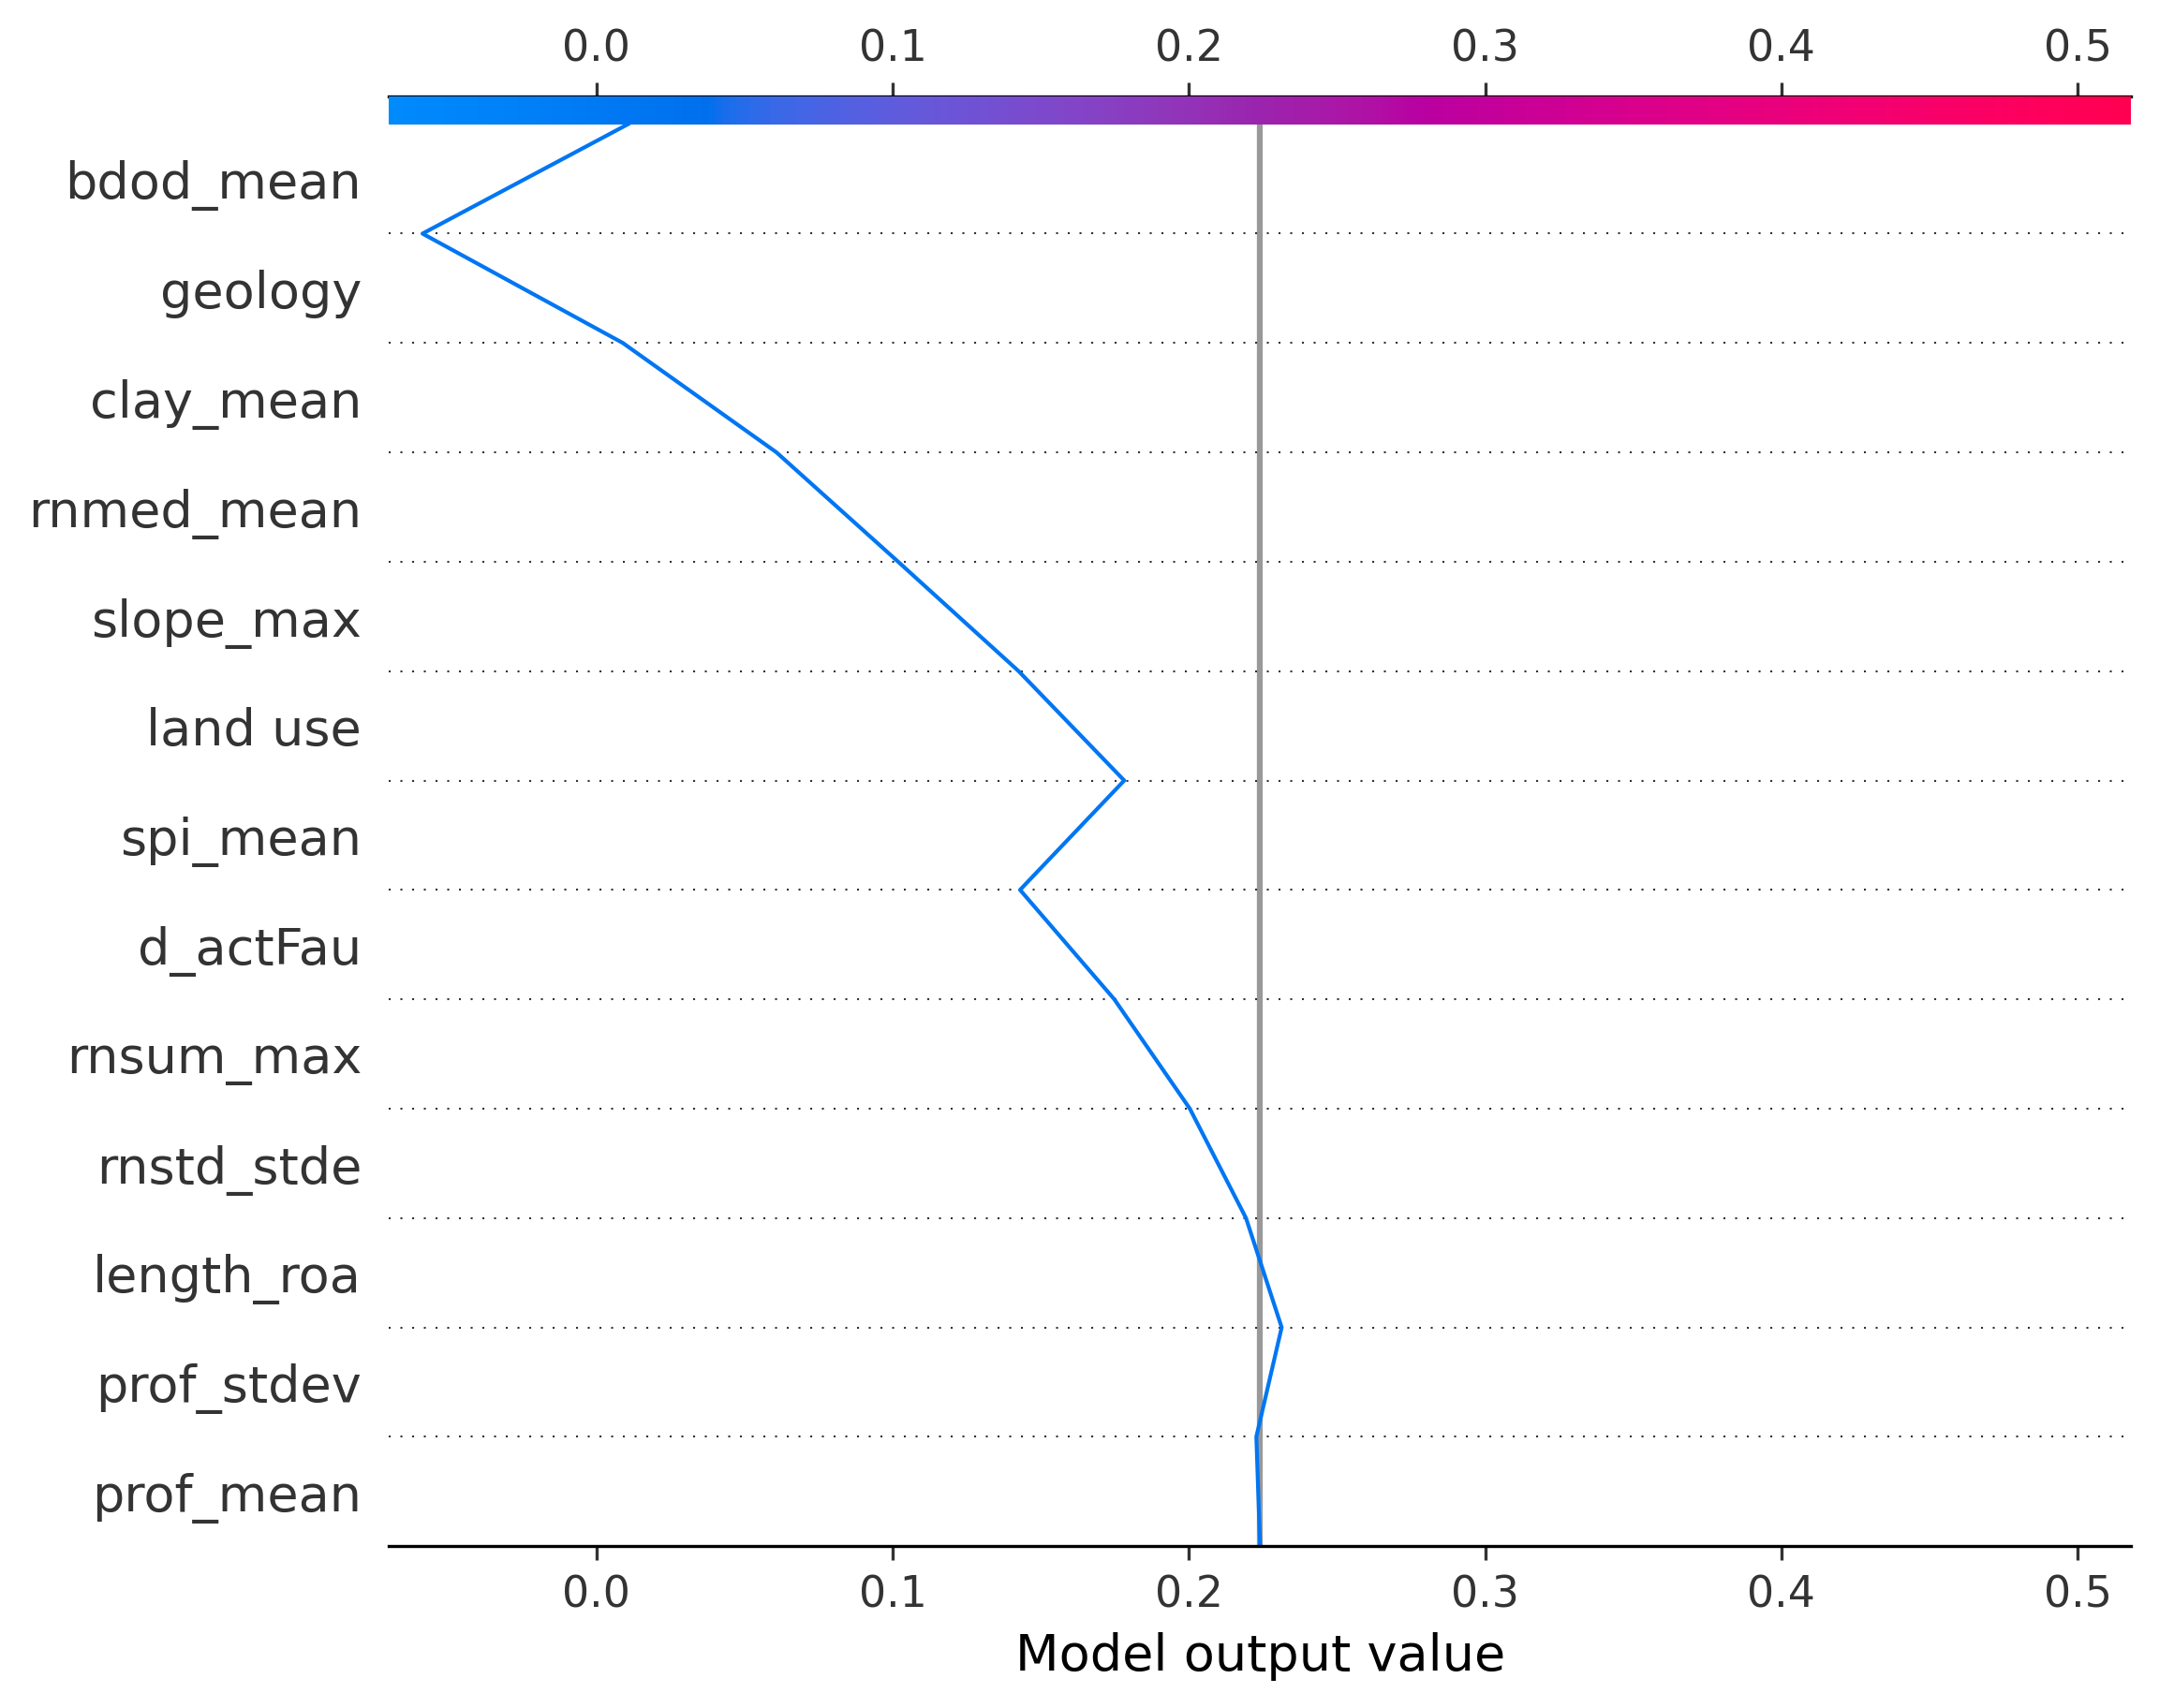 0.0 0.1 0.2 0.3 0.4 0.5
bdod_mean
geology
clay_mean
rnmed_mean
slope_max
land use
spi_mean
d_actFau
rnsum_max
rnstd_stde
length_roa
prof_stdev
prof_mean
0.0 0.1 0.2 0.3 0.4 0.5
Model output value